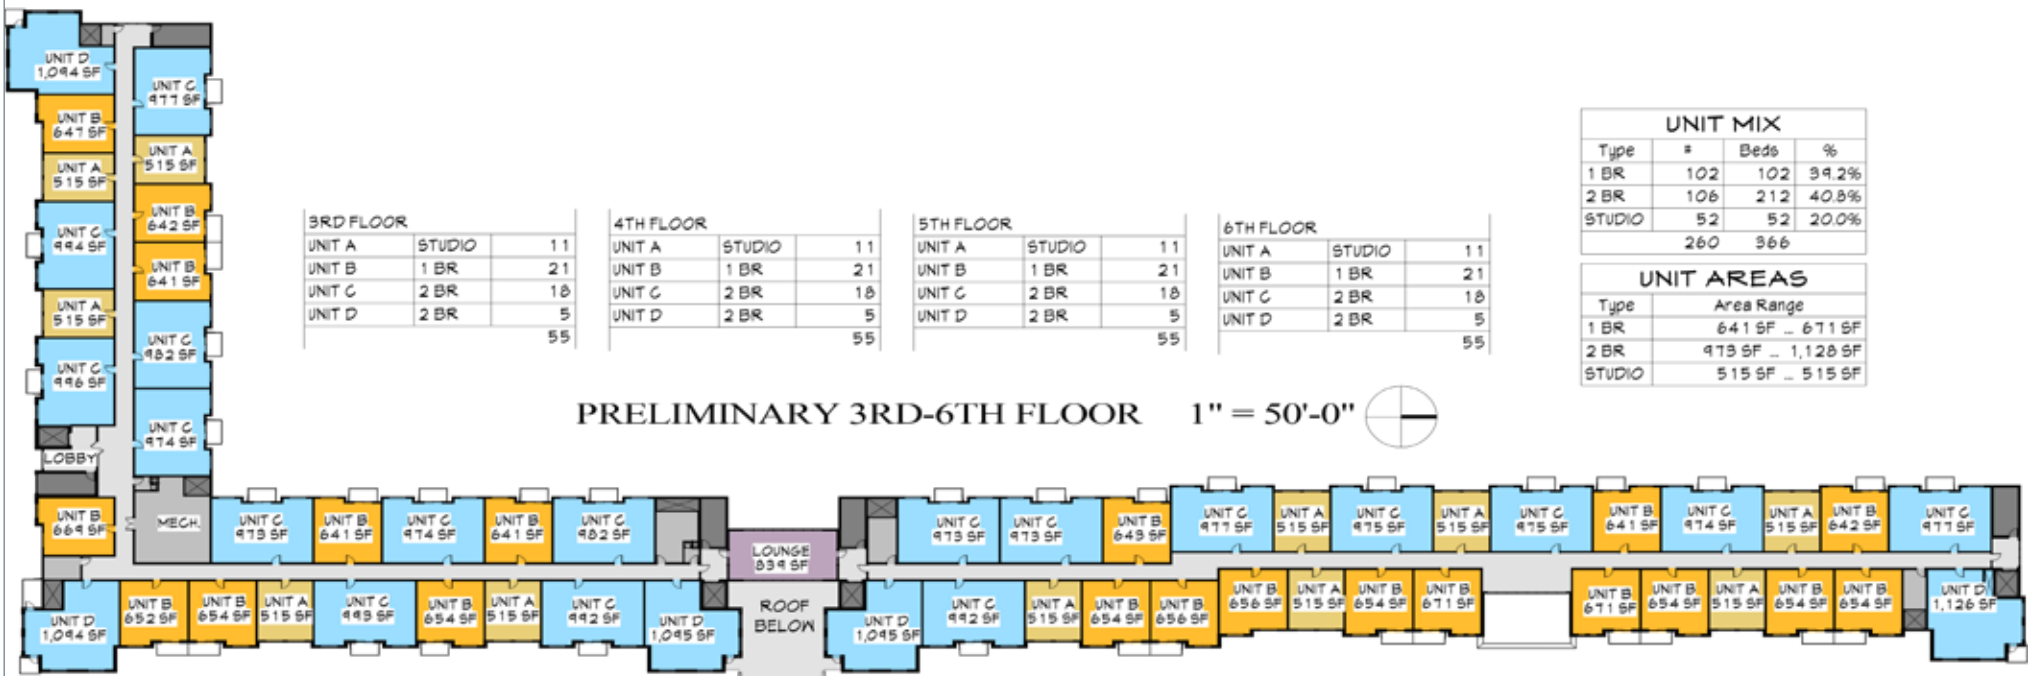 UNIT D
1,094 SF
UNIT C
977 SF
UNIT B
647 SF
UNIT A
515 SF
UNIT A
515 SF
UNIT B
642 SF
UNIT C
994 SF
UNIT B
641 SF
UNIT A
515 SF
UNIT C
982 SF
UNIT C
996 SF
UNIT C
974 SF
LOBBY
UNIT B
669 SF
MECH.
3RD FLOOR
UNIT A STUDIO 11
UNIT B 1 BR 21
UNIT C 2 BR 18
UNIT D 2 BR 5
55
4TH FLOOR
UNIT A STUDIO 11
UNIT B 1 BR 21
UNIT C 2 BR 18
UNIT D 2 BR 5
55
5TH FLOOR
UNIT A STUDIO 11
UNIT B 1 BR 21
UNIT C 2 BR 18
UNIT D 2 BR 5
55
6TH FLOOR
UNIT A STUDIO 11
UNIT B 1 BR 21
UNIT C 2 BR 18
UNIT D 2 BR 5
55
UNIT MIX
Type # Beds %
1 BR 102 102 39.2%
2 BR 106 212 40.8%
STUDIO 52 52 20.0%
260 366
UNIT AREAS
Type Area Range
1 BR 641 SF ... 671 SF
2 BR 973 SF ... 1,128 SF
STUDIO 515 SF ... 515 SF
PRELIMINARY 3RD-6TH FLOOR 1" = 50'-0"
UNIT C
973 SF
UNIT B
641 SF
UNIT C
974 SF
UNIT B
641 SF
UNIT C
982 SF
LOUNGE
839 SF
UNIT C
973 SF
UNIT C
973 SF
UNIT B
643 SF
UNIT C
977 SF
UNIT A
515 SF
UNIT C
975 SF
UNIT A
515 SF
UNIT C
975 SF
UNIT B
641 SF
UNIT C
974 SF
UNIT A
515 SF
UNIT B
642 SF
UNIT C
977 SF
UNIT D
1,094 SF
UNIT B
652 SF
UNIT B
654 SF
UNIT A
515 SF
UNIT C
993 SF
UNIT B
654 SF
UNIT A
515 SF
UNIT C
992 SF
UNIT D
1,095 SF
ROOF
BELOW
UNIT D
1,095 SF
UNIT C
992 SF
UNIT A
515 SF
UNIT B
654 SF
UNIT B
656 SF
UNIT B
656 SF
UNIT A
515 SF
UNIT B
654 SF
UNIT B
671 SF
UNIT B
671 SF
UNIT B
654 SF
UNIT A
515 SF
UNIT B
654 SF
UNIT B
654 SF
UNIT D
1,126 SF